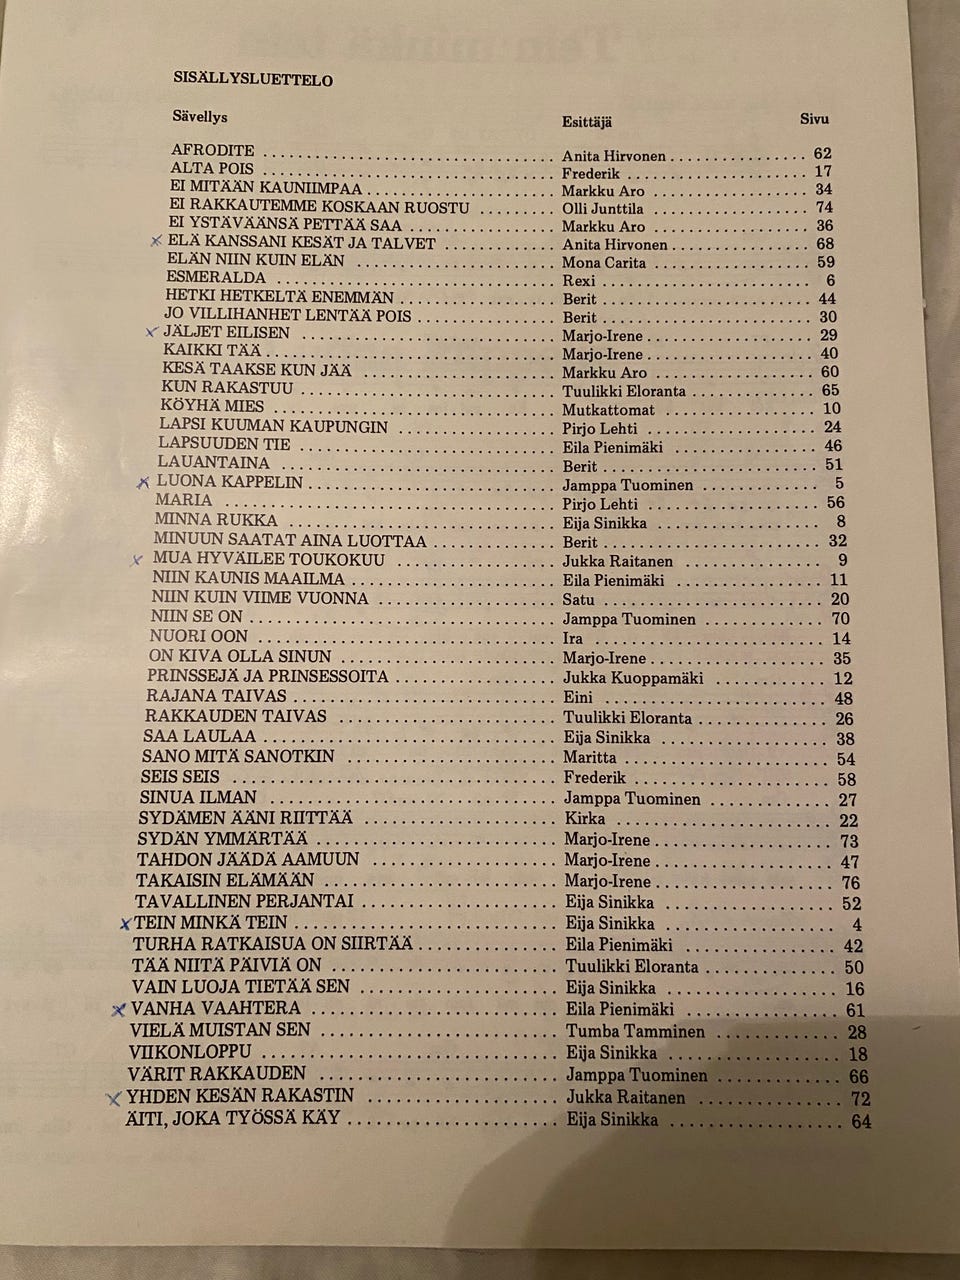 SISÄLLYSLUETTELO
Sävellys Esittäjä Sivu
AFRODITE ........ Anita Hirvonen ........ 62
ALTA POIS ........ Frederik ........ 17
EI MITÄÄN KAUNIIMPAA ........ Markku Aro ........ 34
EI RAKKAUTEMME KOSKAAN RUOSTU ........ Olli Junttila ........ 74
EI YSTÄVÄÄNSÄ PETTÄÄ SAA ........ Markku Aro ........ 36
x ELÄ KANSSANI KESÄT JA TALVET ........ Anita Hirvonen ........ 68
ELÄN NIIN KUIN ELÄN ........ Mona Carita ........ 59
ESMERALDA ........ Rexi ........ 6
HETKI HETKELTÄ ENEMMÄN ........ Berit ........ 44
JO VILLIHANHET LENTÄÄ POIS ........ Berit ........ 30
x JÄLJET EILISEN ........ Marjo-Irene ........ 29
KAIKKI TÄÄ ........ Marjo-Irene ........ 40
KESÄ TAAKSE KUN JÄÄ ........ Markku Aro ........ 60
KUN RAKASTUU ........ Tuulikki Eloranta ........ 65
KÖYHÄ MIES ........ Mutkattomat ........ 10
LAPSI KUUMAN KAUPUNGIN ........ Pirjo Lehti ........ 24
LAPSUUDEN TIE ........ Eila Pienimäki ........ 46
LAUANTAINA ........ Berit ........ 51
x LUONA KAPPELIN ........ Jamppa Tuominen ........ 5
MARIA ........ Pirjo Lehti ........ 56
MINNA RUKKA ........ Eija Sinikka ........ 8
MINUUN SAATAT AINA LUOTTAA ........ Berit ........ 32
x MUA HYVÄILEE TOUKOKUU ........ Jukka Raitanen ........ 9
NIIN KAUNIS MAAILMA ........ Eila Pienimäki ........ 11
NIIN KUIN VIIME VUONNA ........ Satu ........ 20
NIIN SE ON ........ Jamppa Tuominen ........ 70
NUORI OON ........ Ira ........ 14
ON KIVA OLLA SINUN ........ Marjo-Irene ........ 35
PRINSSEJÄ JA PRINSESSOITA ........ Jukka Kuoppamäki ........ 12
RAJANA TAIVAS ........ Eini ........ 48
RAKKAUDEN TAIVAS ........ Tuulikki Eloranta ........ 26
SAA LAULAA ........ Eija Sinikka ........ 38
SANO MITÄ SANOTKIN ........ Maritta ........ 54
SEIS SEIS ........ Frederik ........ 58
SINUA ILMAN ........ Jamppa Tuominen ........ 27
SYDÄMEN ÄÄNI RIITTÄÄ ........ Kirka ........ 22
SYDÄN YMMÄRTÄÄ ........ Marjo-Irene ........ 73
TAHDON JÄÄDÄ AAMUUN ........ Marjo-Irene ........ 47
TAKAISIN ELÄMÄÄN ........ Marjo-Irene ........ 76
TAVALLINEN PERJANTAI ........ Eija Sinikka ........ 52
x TEIN MINKÄ TEIN ........ Eija Sinikka ........ 4
TURHA RATKAISUA ON SIIRTÄÄ ........ Eila Pienimäki ........ 42
TÄÄ NIITÄ PÄIVIÄ ON ........ Tuulikki Eloranta ........ 50
VAIN LUOJA TIETÄÄ SEN ........ Eija Sinikka ........ 16
x VANHA VAAHTERA ........ Eila Pienimäki ........ 61
VIELÄ MUISTAN SEN ........ Tumba Tamminen ........ 28
VIIKONLOPPU ........ Eija Sinikka ........ 18
VÄRIT RAKKAUDEN ........ Jamppa Tuominen ........ 66
x YHDEN KESÄN RAKASTIN ........ Jukka Raitanen ........ 72
ÄITI, JOKA TYÖSSÄ KÄY ........ Eija Sinikka ........ 64